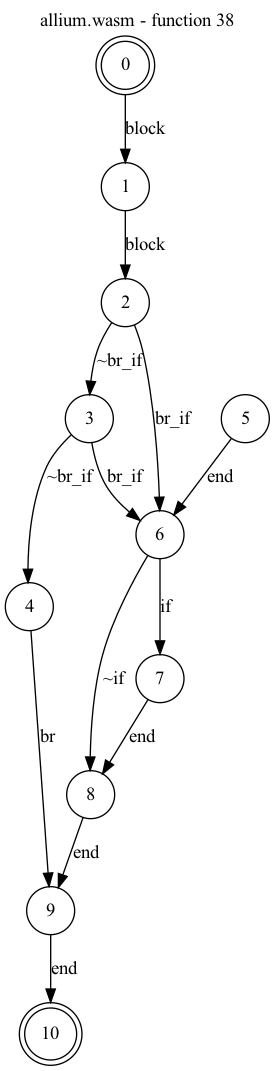 allium.wasm - function 38
0
block
1
block
2
~br_if
br_if
3
5
~br_if
br_if
end
6
4
if
~if
7
br
end
8
end
9
end
10